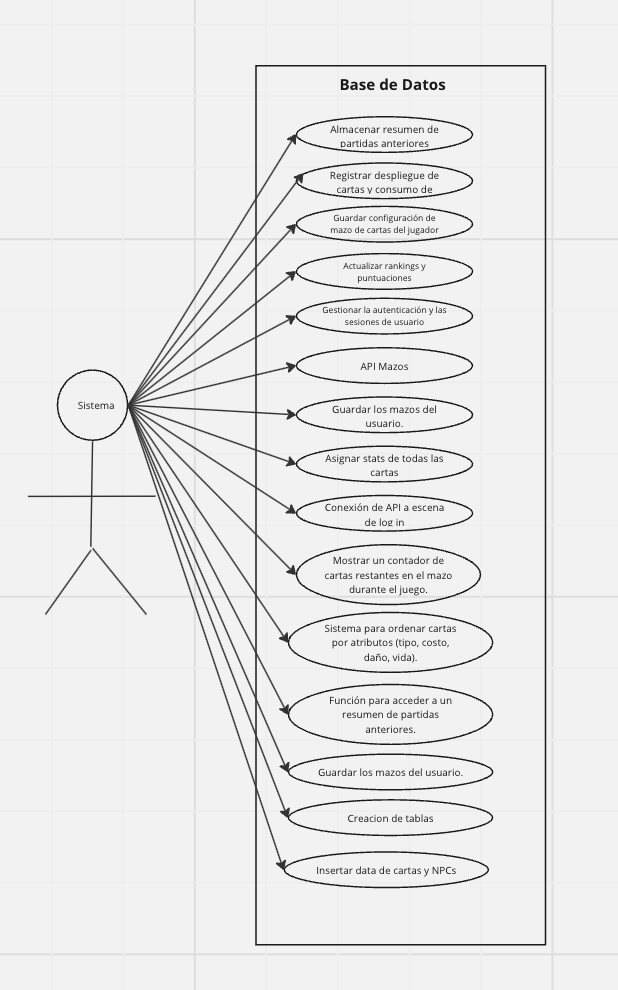 Base de Datos
Almacenar resumen de
partidas anteriores
Registrar despliegue de
cartas y consumo de
Guardar configuración de
mazo de cartas del jugador
Actualizar rankings y
puntuaciones
Gestionar la autenticación y las
sesiones de usuario
API Mazos
Sistema
Guardar los mazos del
usuario.
Asignar stats de todas las
cartas
Conexión de API a escena
de log in
Mostrar un contador de
cartas restantes en el mazo
durante el juego.
Sistema para ordenar cartas
por atributos (tipo, costo,
daño, vida).
Función para acceder a un
resumen de partidas
anteriores.
Guardar los mazos del usuario.
Creacion de tablas
Insertar data de cartas y NPCs